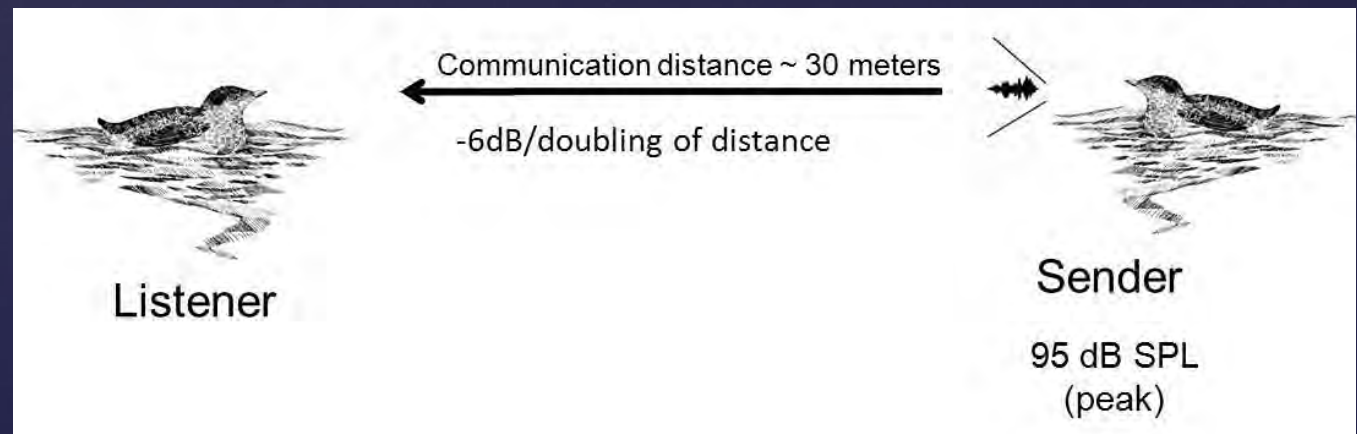 Communication distance ~ 30 meters
-6dB/doubling of distance
Listener
Sender
95 dB SPL
(peak)